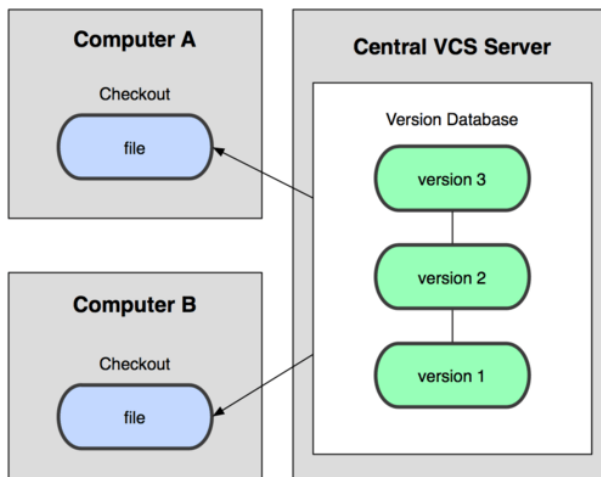 Computer A
Checkout
file
Computer B
Checkout
file
Central VCS Server
Version Database
version 3
version 2
version 1